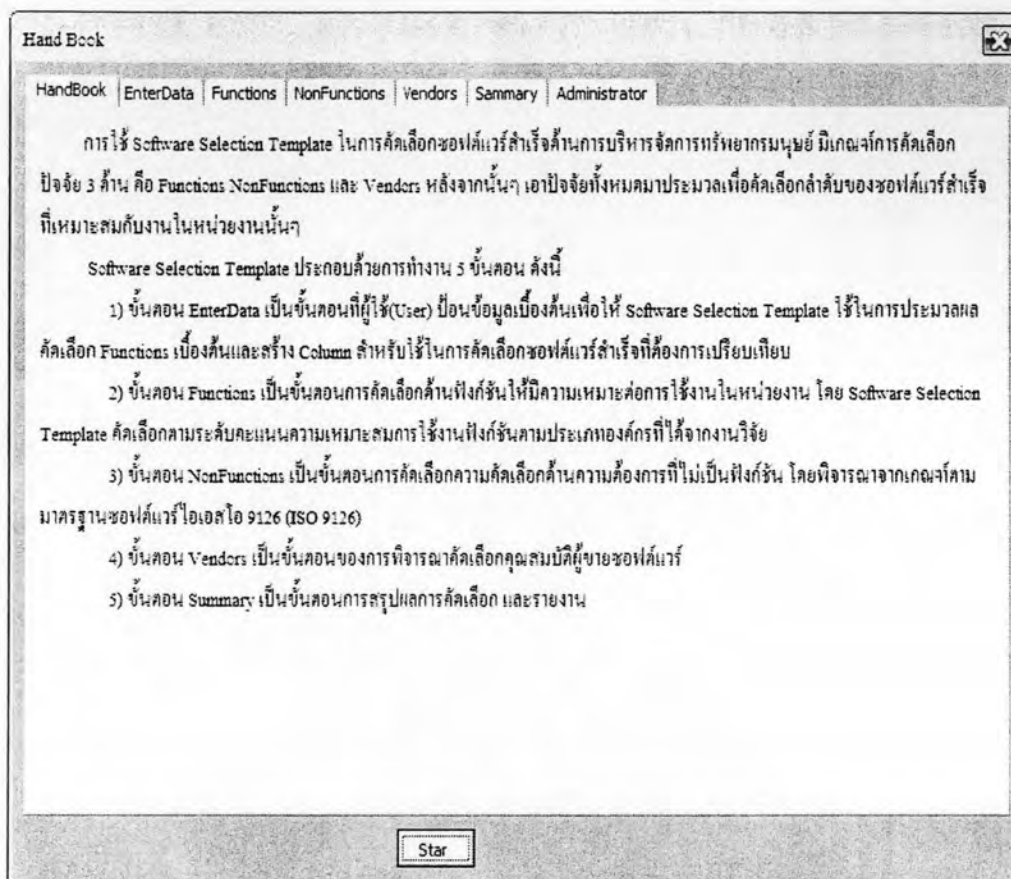 Hand Book
HandBook EnterData Functions NonFunctions Vendors Sammary Administrator
การใช้ Software Selection Template ในการคัดเลือกซอฟต์แวร์สำเร็จด้านการบริหารจัดการทรัพยากรมนุษย์ มีเกณฑ์การคัดเลือก
ปัจจัย 3 ด้าน คือ Functions NonFunctions และ Vendors หลังจากนั้นๆ เอาปัจจัยทั้งหมดมาประมวลเพื่อคัดเลือกลำดับของซอฟต์แวร์สำเร็จ
ที่เหมาะสมกับงานในหน่วยงานนั้นๆ
Software Selection Template ประกอบด้วยการทำงาน 5 ขั้นตอน ดังนี้
1) ขั้นตอน EnterData เป็นขั้นตอนที่ผู้ใช้(User) ป้อนข้อมูลเบื้องต้นเพื่อให้ Software Selection Template ใช้ในการประมวลผล
คัดเลือก Functions เบื้องต้นและสร้าง Column สำหรับใช้ในการคัดเลือกซอฟต์แวร์สำเร็จที่ต้องการเปรียบเทียบ
2) ขั้นตอน Functions เป็นขั้นตอนการคัดเลือกด้านฟังก์ชันให้มีความเหมาะต่อการใช้งานในหน่วยงาน โดย Software Selection
Template คัดเลือกตามระดับคะแนนความเหมาะสมการใช้งานฟังก์ชันตามประเภทองค์กรที่ได้จากงานวิจัย
3) ขั้นตอน NonFunctions เป็นขั้นตอนการคัดเลือกความคัดเลือกด้านความต้องการที่ไม่เป็นฟังก์ชัน โดยพิจารณาจากเกณฑ์ตาม
มาตรฐานซอฟต์แวร์ไอเอสโอ 9126 (ISO 9126)
4) ขั้นตอน Vendors เป็นขั้นตอนของการพิจารณาคัดเลือกคุณสมบัติผู้ขายซอฟต์แวร์
5) ขั้นตอน Summary เป็นขั้นตอนการสรุปผลการคัดเลือก และรายงาน
Star